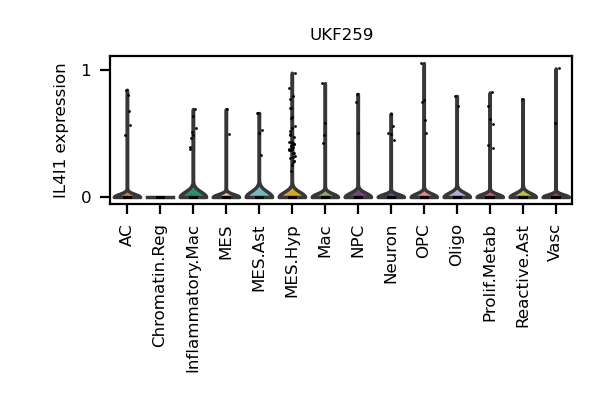 UKF259
IL4I1 expression
1
0
AC
Chromatin.Reg
Inflammatory.Mac
MES
MES.Ast
MES.Hyp
Mac
NPC
Neuron
OPC
Oligo
Prolif.Metab
Reactive.Ast
Vasc